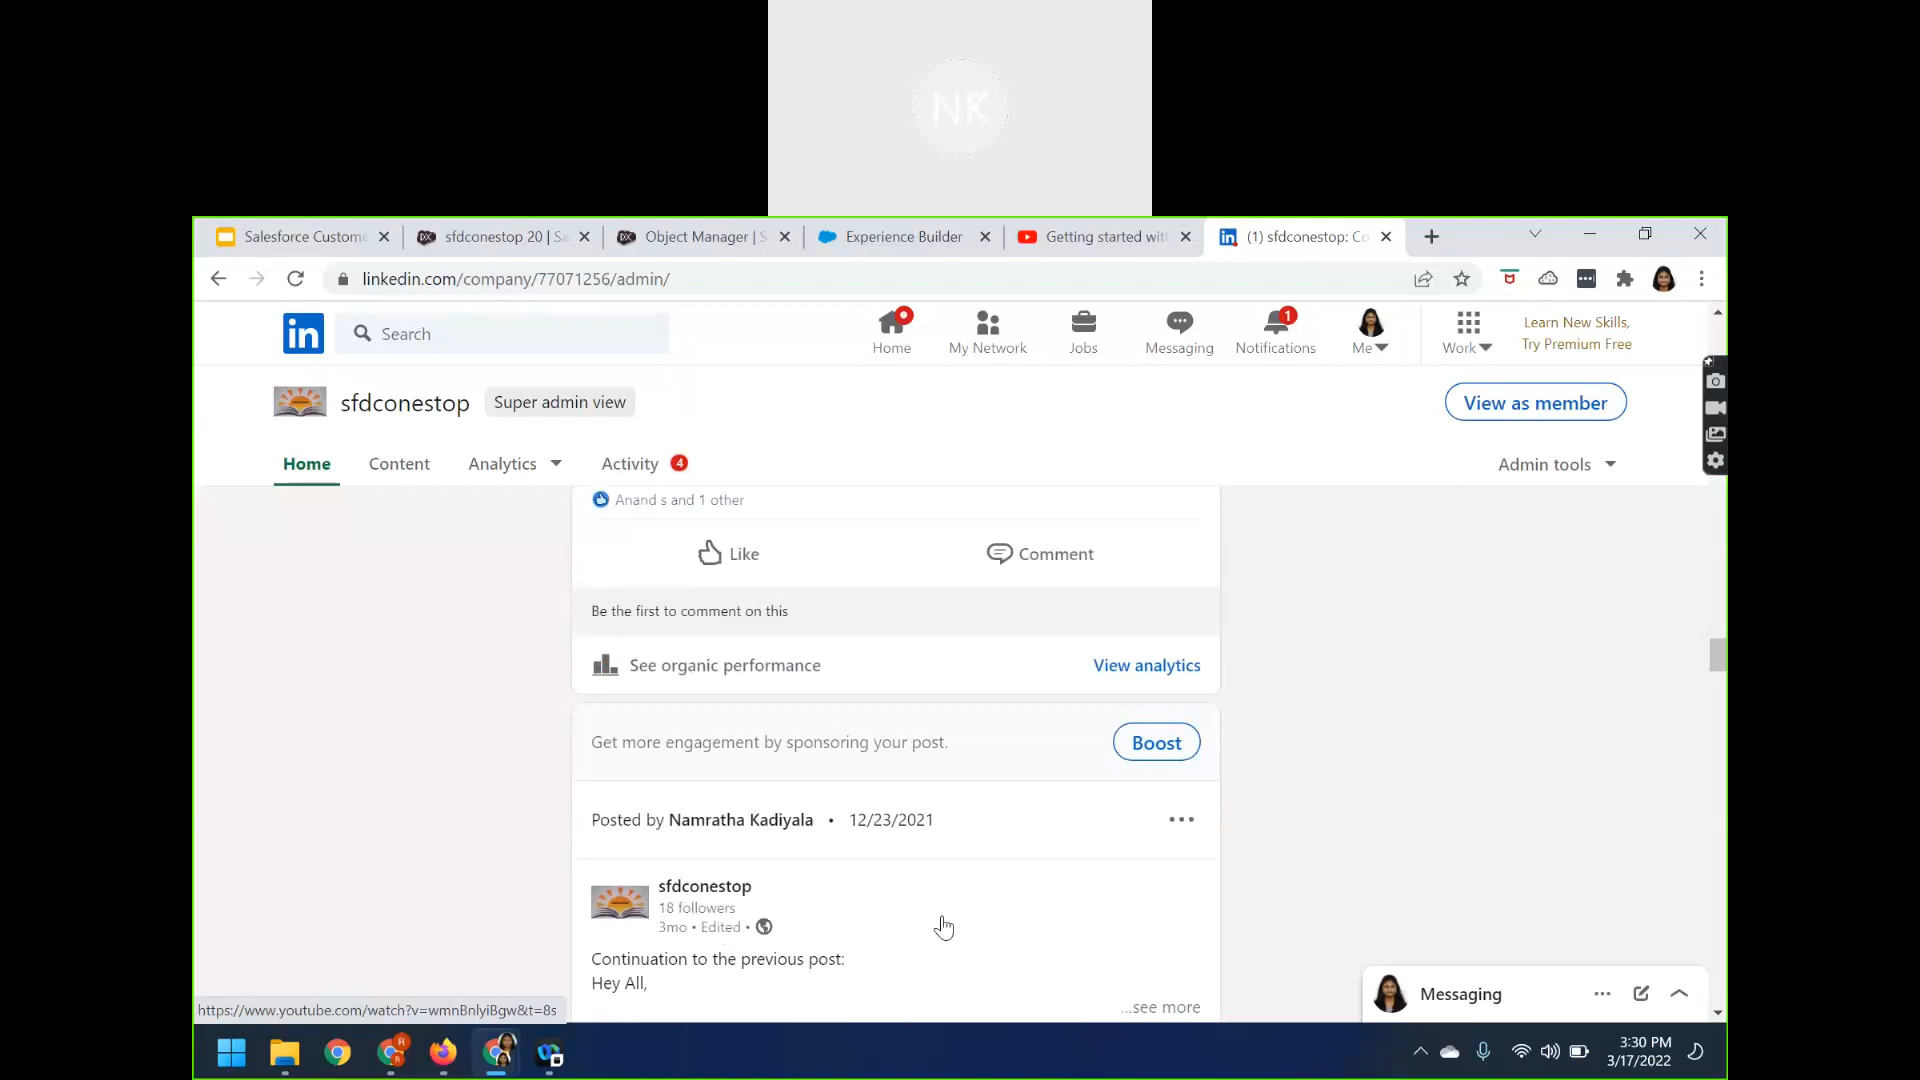 NK
Salesforce Custome
sfdconestop 20 | Sa
Object Manager | S
Experience Builder
Getting started with
(1) sfdconestop: Co
linkedin.com/company/77071256/admin/
in
Search
Home
My Network
Jobs
Messaging
1
Notifications
Me
Work
Learn New Skills,
Try Premium Free
sfdconestop
Super admin view
View as member
Home
Content
Analytics
Activity
4
Admin tools
Anand s and 1 other
Like
Comment
Be the first to comment on this
See organic performance
View analytics
Get more engagement by sponsoring your post.
Boost
Posted by Namratha Kadiyala • 12/23/2021
sfdconestop
18 followers
3mo • Edited •
Continuation to the previous post:
Hey All,
...see more
Messaging
https://www.youtube.com/watch?v=wmnBnlyiBgw&t=8s
3:30 PM
3/17/2022